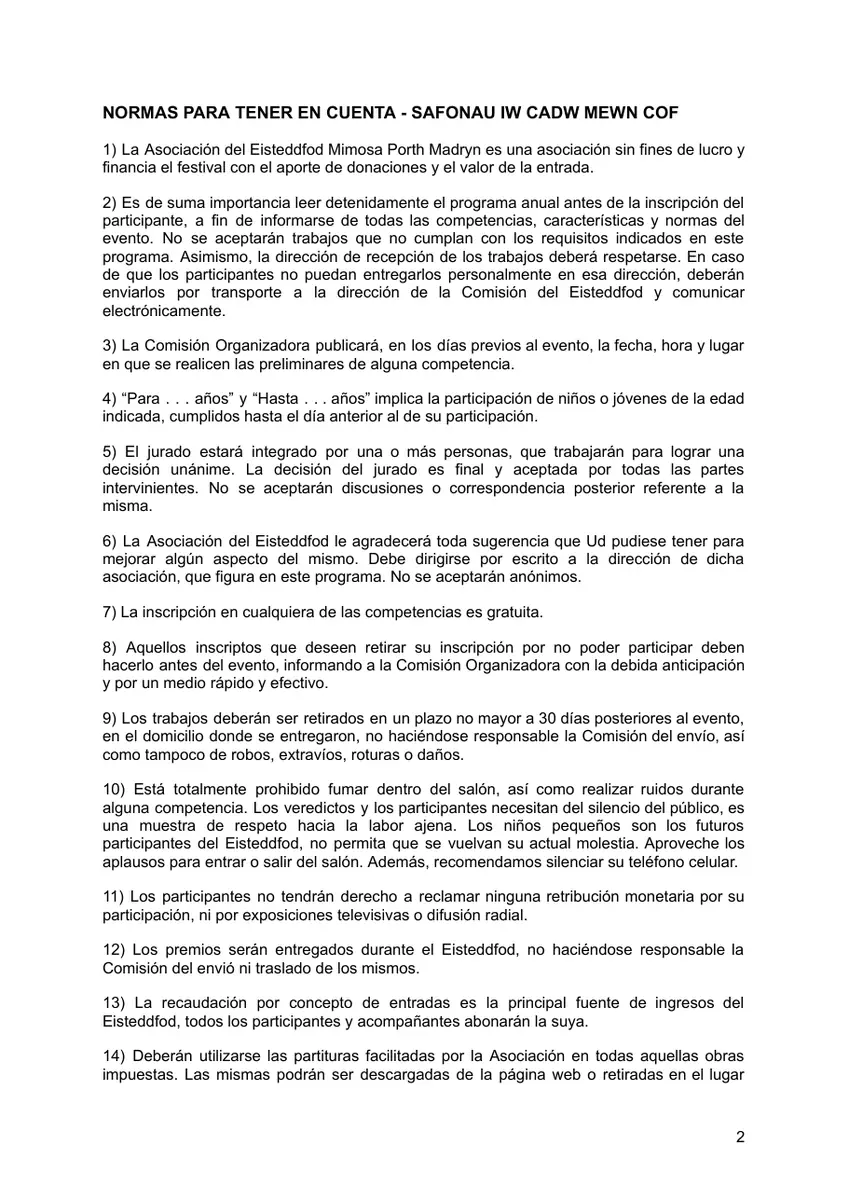 NORMAS PARA TENER EN CUENTA - SAFONAU IW CADW MEWN COF
1) La Asociación del Eisteddfod Mimosa Porth Madryn es una asociación sin fines de lucro y
financia el festival con el aporte de donaciones y el valor de la entrada.
2) Es de suma importancia leer detenidamente el programa anual antes de la inscripción del
participante, a fin de informarse de todas las competencias, características y normas del
evento. No se aceptarán trabajos que no cumplan con los requisitos indicados en este
programa. Asimismo, la dirección de recepción de los trabajos deberá respetarse. En caso
de que los participantes no puedan entregarlos personalmente en esa dirección, deberán
enviarlos por transporte a la dirección de la Comisión del Eisteddfod y comunicar
electrónicamente.
3) La Comisión Organizadora publicará, en los días previos al evento, la fecha, hora y lugar
en que se realicen las preliminares de alguna competencia.
4) “Para . . . años” y “Hasta . . . años” implica la participación de niños o jóvenes de la edad
indicada, cumplidos hasta el día anterior al de su participación.
5) El jurado estará integrado por una o más personas, que trabajarán para lograr una
decisión unánime. La decisión del jurado es final y aceptada por todas las partes
intervinientes. No se aceptarán discusiones o correspondencia posterior referente a la
misma.
6) La Asociación del Eisteddfod le agradecerá toda sugerencia que Ud pudiese tener para
mejorar algún aspecto del mismo. Debe dirigirse por escrito a la dirección de dicha
asociación, que figura en este programa. No se aceptarán anónimos.
7) La inscripción en cualquiera de las competencias es gratuita.
8) Aquellos inscriptos que deseen retirar su inscripción por no poder participar deben
hacerlo antes del evento, informando a la Comisión Organizadora con la debida anticipación
y por un medio rápido y efectivo.
9) Los trabajos deberán ser retirados en un plazo no mayor a 30 días posteriores al evento,
en el domicilio donde se entregaron, no haciéndose responsable la Comisión del envío, así
como tampoco de robos, extravíos, roturas o daños.
10) Está totalmente prohibido fumar dentro del salón, así como realizar ruidos durante
alguna competencia. Los veredictos y los participantes necesitan del silencio del público, es
una muestra de respeto hacia la labor ajena. Los niños pequeños son los futuros
participantes del Eisteddfod, no permita que se vuelvan su actual molestia. Aproveche los
aplausos para entrar o salir del salón. Además, recomendamos silenciar su teléfono celular.
11) Los participantes no tendrán derecho a reclamar ninguna retribución monetaria por su
participación, ni por exposiciones televisivas o difusión radial.
12) Los premios serán entregados durante el Eisteddfod, no haciéndose responsable la
Comisión del envió ni traslado de los mismos.
13) La recaudación por concepto de entradas es la principal fuente de ingresos del
Eisteddfod, todos los participantes y acompañantes abonarán la suya.
14) Deberán utilizarse las partituras facilitadas por la Asociación en todas aquellas obras
impuestas. Las mismas podrán ser descargadas de la página web o retiradas en el lugar
2